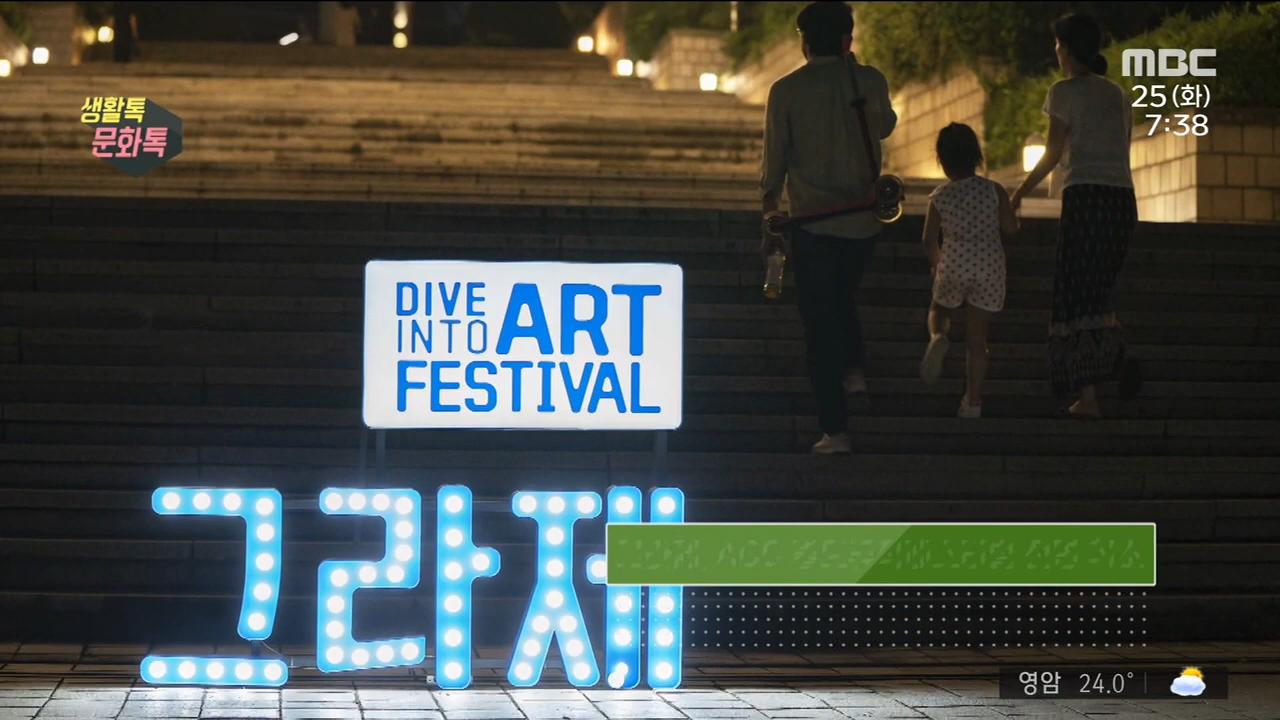 생활톡
문화톡
MBC
25(화)
7:38
DIVE
INTO ART
FESTIVAL
그라제
영암 24.0°